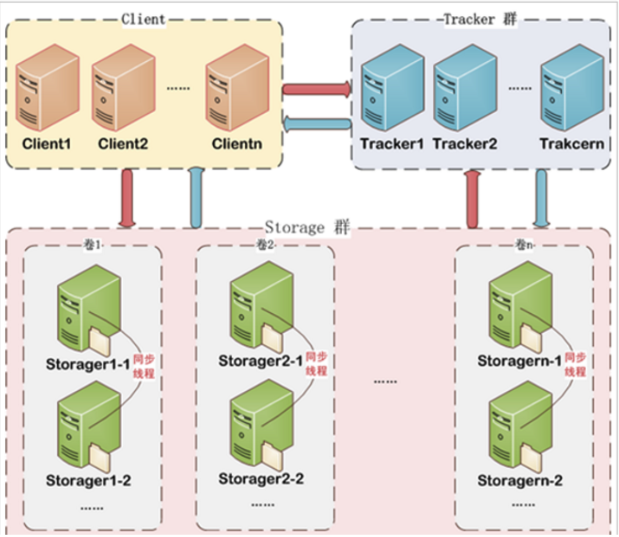 Client
Tracker 群
......
......
Client1
Client2
Clientn
Tracker1
Tracker2
Trakcern
Storage 群
卷1
卷2
卷n
Storager1-1
同步
线程
Storager2-1
同步
线程
Storagern-1
同步
线程
......
Storager1-2
Storager2-2
Storagern-2
......
......
......